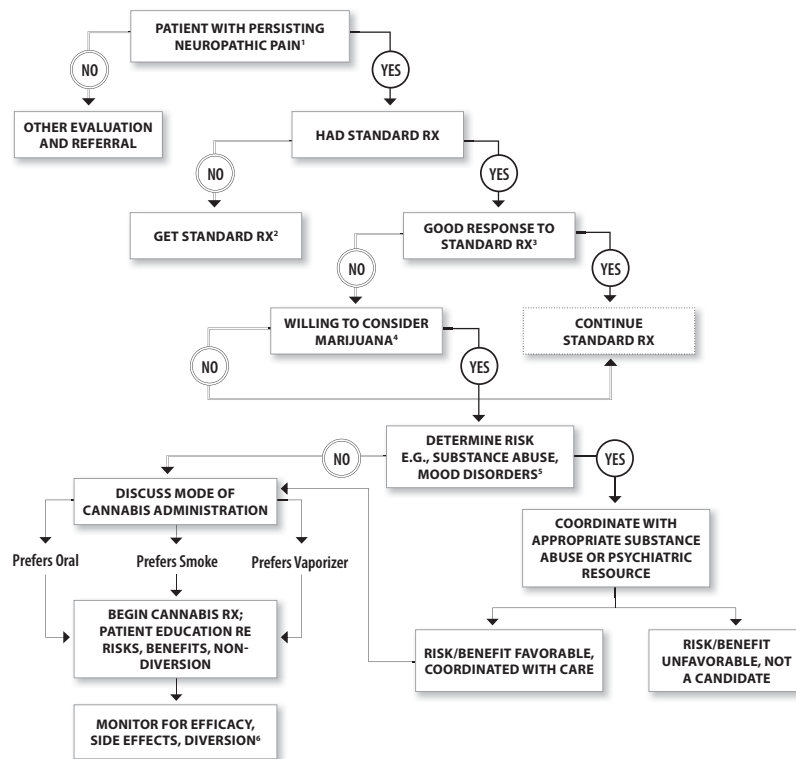 PATIENT WITH PERSISTING
NEUROPATHIC PAIN¹
NO
YES
OTHER EVALUATION
AND REFERRAL
HAD STANDARD RX
NO
YES
GET STANDARD RX²
GOOD RESPONSE TO
STANDARD RX³
NO
YES
WILLING TO CONSIDER
MARIJUANA⁴
CONTINUE
STANDARD RX
NO
YES
DETERMINE RISK
E.G., SUBSTANCE ABUSE,
MOOD DISORDERS⁵
NO
YES
DISCUSS MODE OF
CANNABIS ADMINISTRATION
COORDINATE WITH
APPROPRIATE SUBSTANCE
ABUSE OR PSYCHIATRIC
RESOURCE
Prefers Oral
Prefers Smoke
Prefers Vaporizer
BEGIN CANNABIS RX;
PATIENT EDUCATION RE
RISKS, BENEFITS, NON-
DIVERSION
RISK/BENEFIT FAVORABLE,
COORDINATED WITH CARE
RISK/BENEFIT
UNFAVORABLE, NOT
A CANDIDATE
MONITOR FOR EFFICACY,
SIDE EFFECTS, DIVERSION⁶